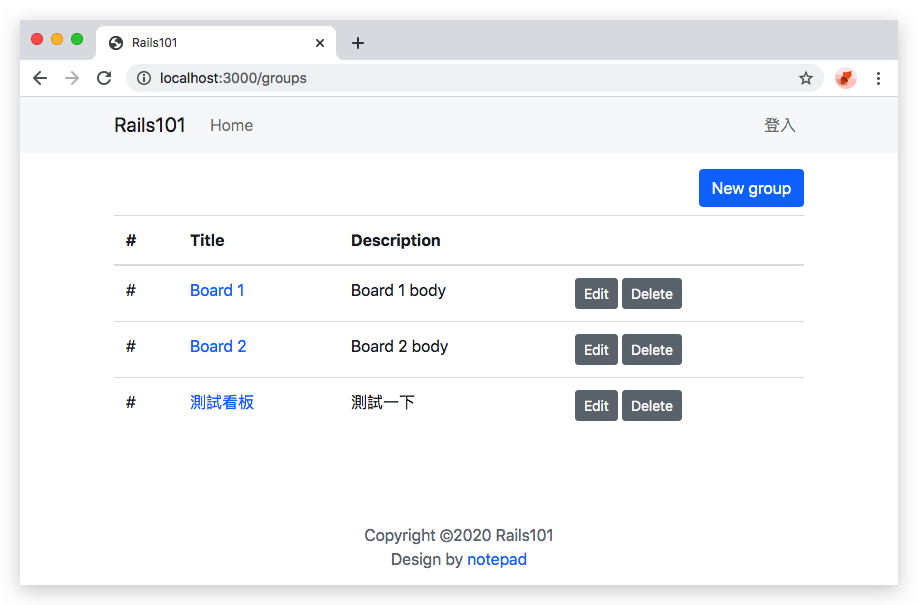 Rails101
localhost:3000/groups
Rails101 Home 登入
New group
# Title Description
# Board 1 Board 1 body Edit Delete
# Board 2 Board 2 body Edit Delete
# 測試看板 測試一下 Edit Delete
Copyright ©2020 Rails101
Design by notepad